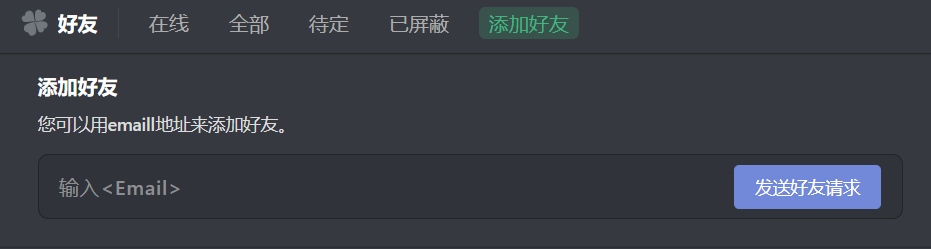 好友 在线 全部 待定 已屏蔽 添加好友
添加好友
您可以用emaill地址来添加好友。
输入<Email> 发送好友请求